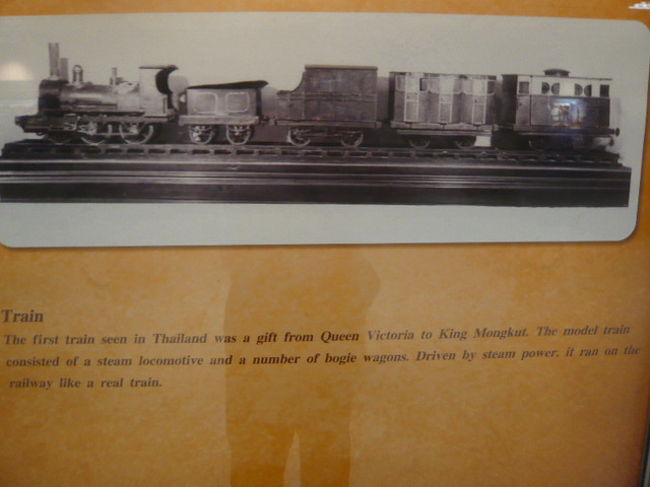 Train
The first train seen in Thailand was a gift from Queen Victoria to King Mongkut. The model train
consisted of a steam locomotive and a number of bogie wagons. Driven by steam power, it ran on the
railway like a real train.